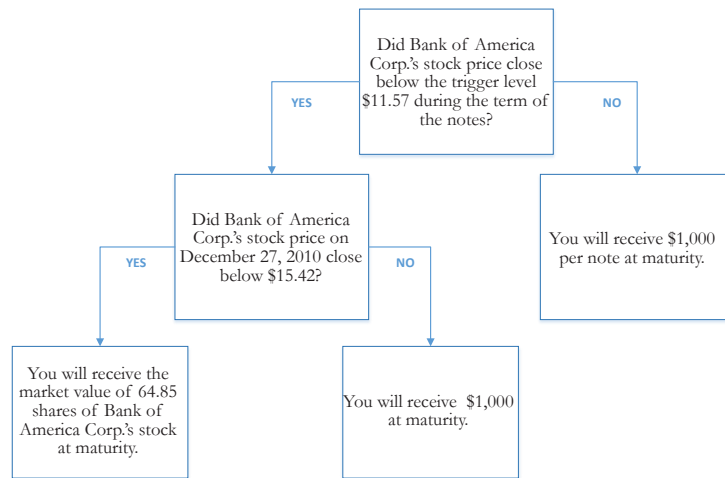 Did Bank of America
Corp.'s stock price close
below the trigger level
$11.57 during the term of
the notes?
YES
NO
Did Bank of America
Corp.'s stock price on
December 27, 2010 close
below $15.42?
You will receive $1,000
per note at maturity.
YES
NO
You will receive the
market value of 64.85
shares of Bank of
America Corp.'s stock
at maturity.
You will receive $1,000
at maturity.